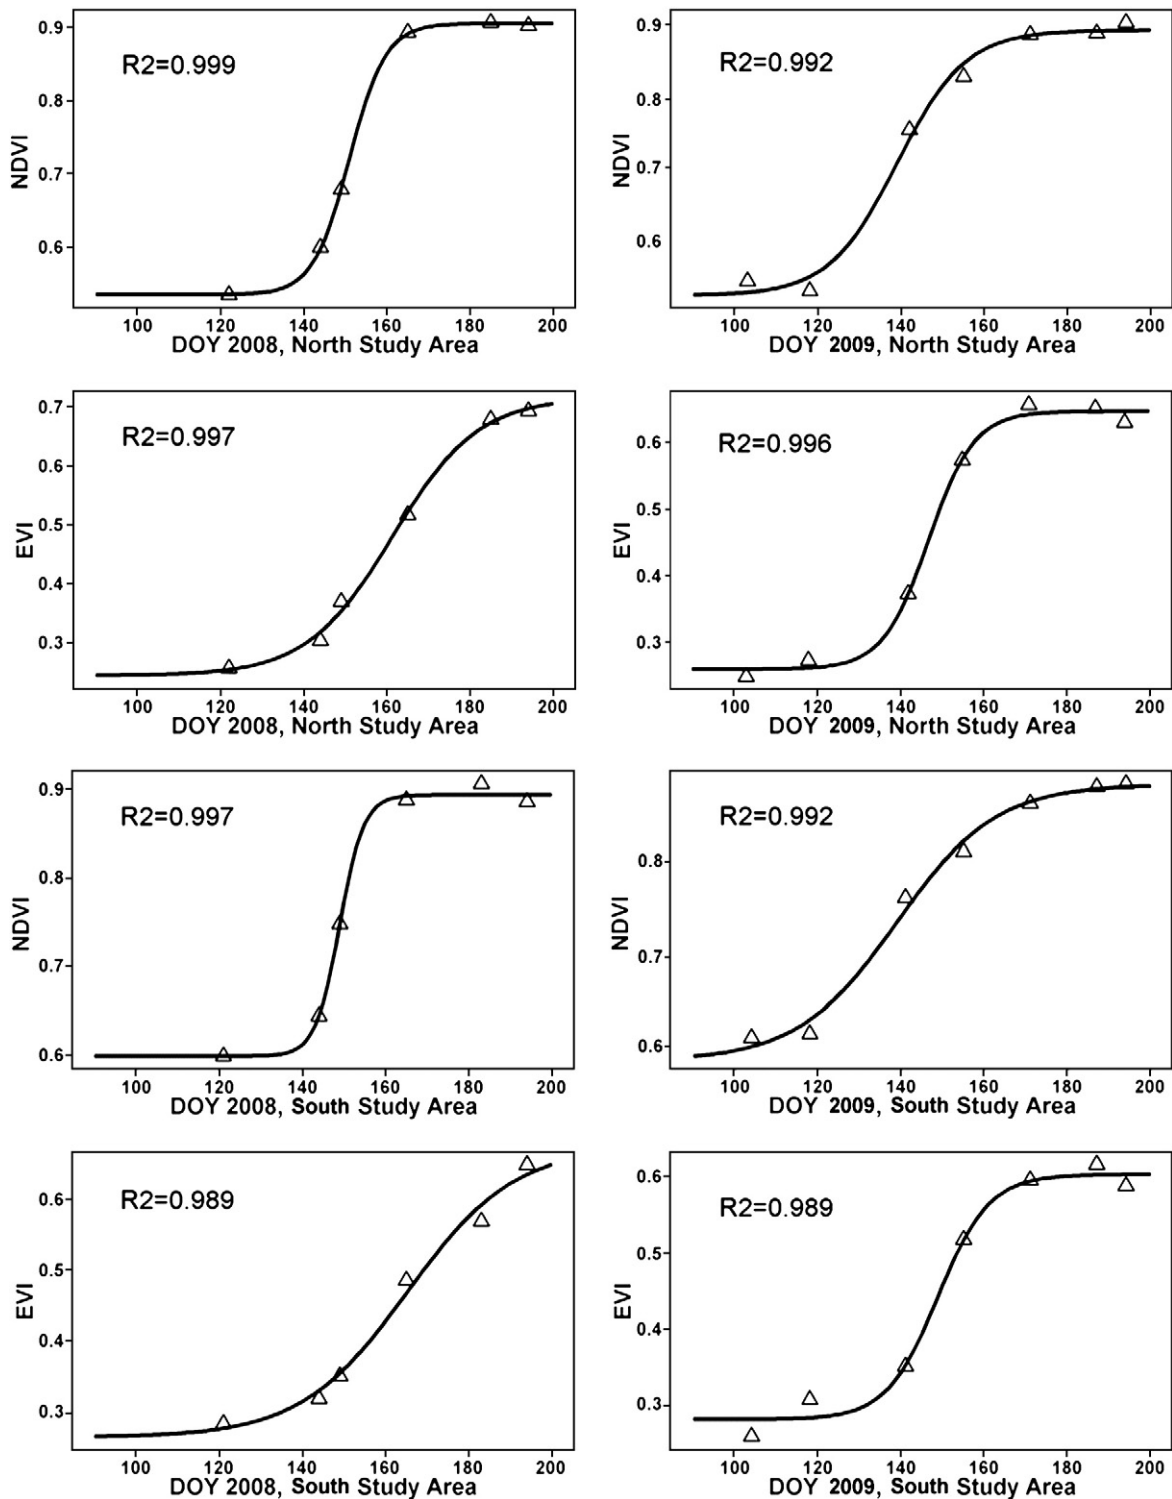 0.9
0.8
0.7
0.6
NDVI
R2=0.999
100 120 140 160 180 200
DOY 2008, North Study Area
0.9
0.8
0.7
0.6
NDVI
R2=0.992
100 120 140 160 180 200
DOY 2009, North Study Area
0.7
0.6
0.5
0.4
0.3
EVI
R2=0.997
100 120 140 160 180 200
DOY 2008, North Study Area
0.6
0.5
0.4
0.3
EVI
R2=0.996
100 120 140 160 180 200
DOY 2009, North Study Area
0.9
0.8
0.7
0.6
NDVI
R2=0.997
100 120 140 160 180 200
DOY 2008, South Study Area
0.8
0.7
0.6
NDVI
R2=0.992
100 120 140 160 180 200
DOY 2009, South Study Area
0.6
0.5
0.4
0.3
EVI
R2=0.989
100 120 140 160 180 200
DOY 2008, South Study Area
0.6
0.5
0.4
0.3
EVI
R2=0.989
100 120 140 160 180 200
DOY 2009, South Study Area